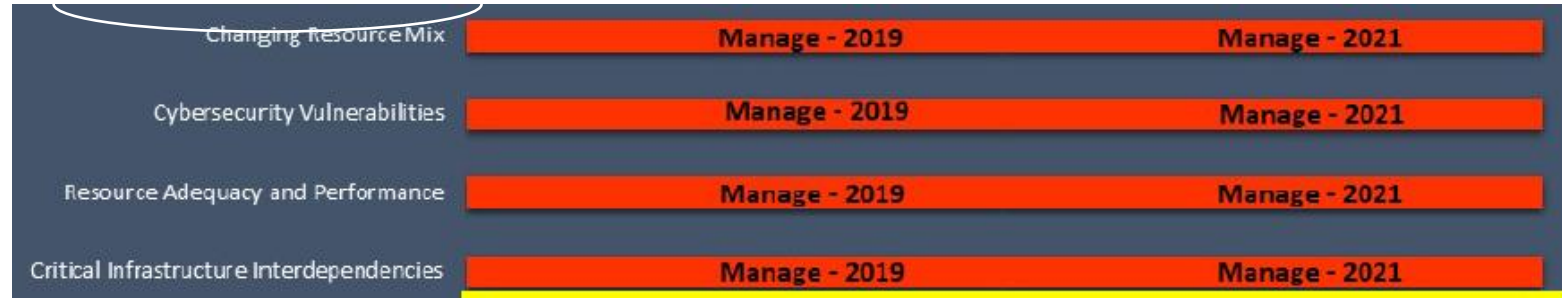 Changing Resource Mix Manage - 2019 Manage - 2021
Cybersecurity Vulnerabilities Manage - 2019 Manage - 2021
Resource Adequacy and Performance Manage - 2019 Manage - 2021
Critical Infrastructure Interdependencies Manage - 2019 Manage - 2021